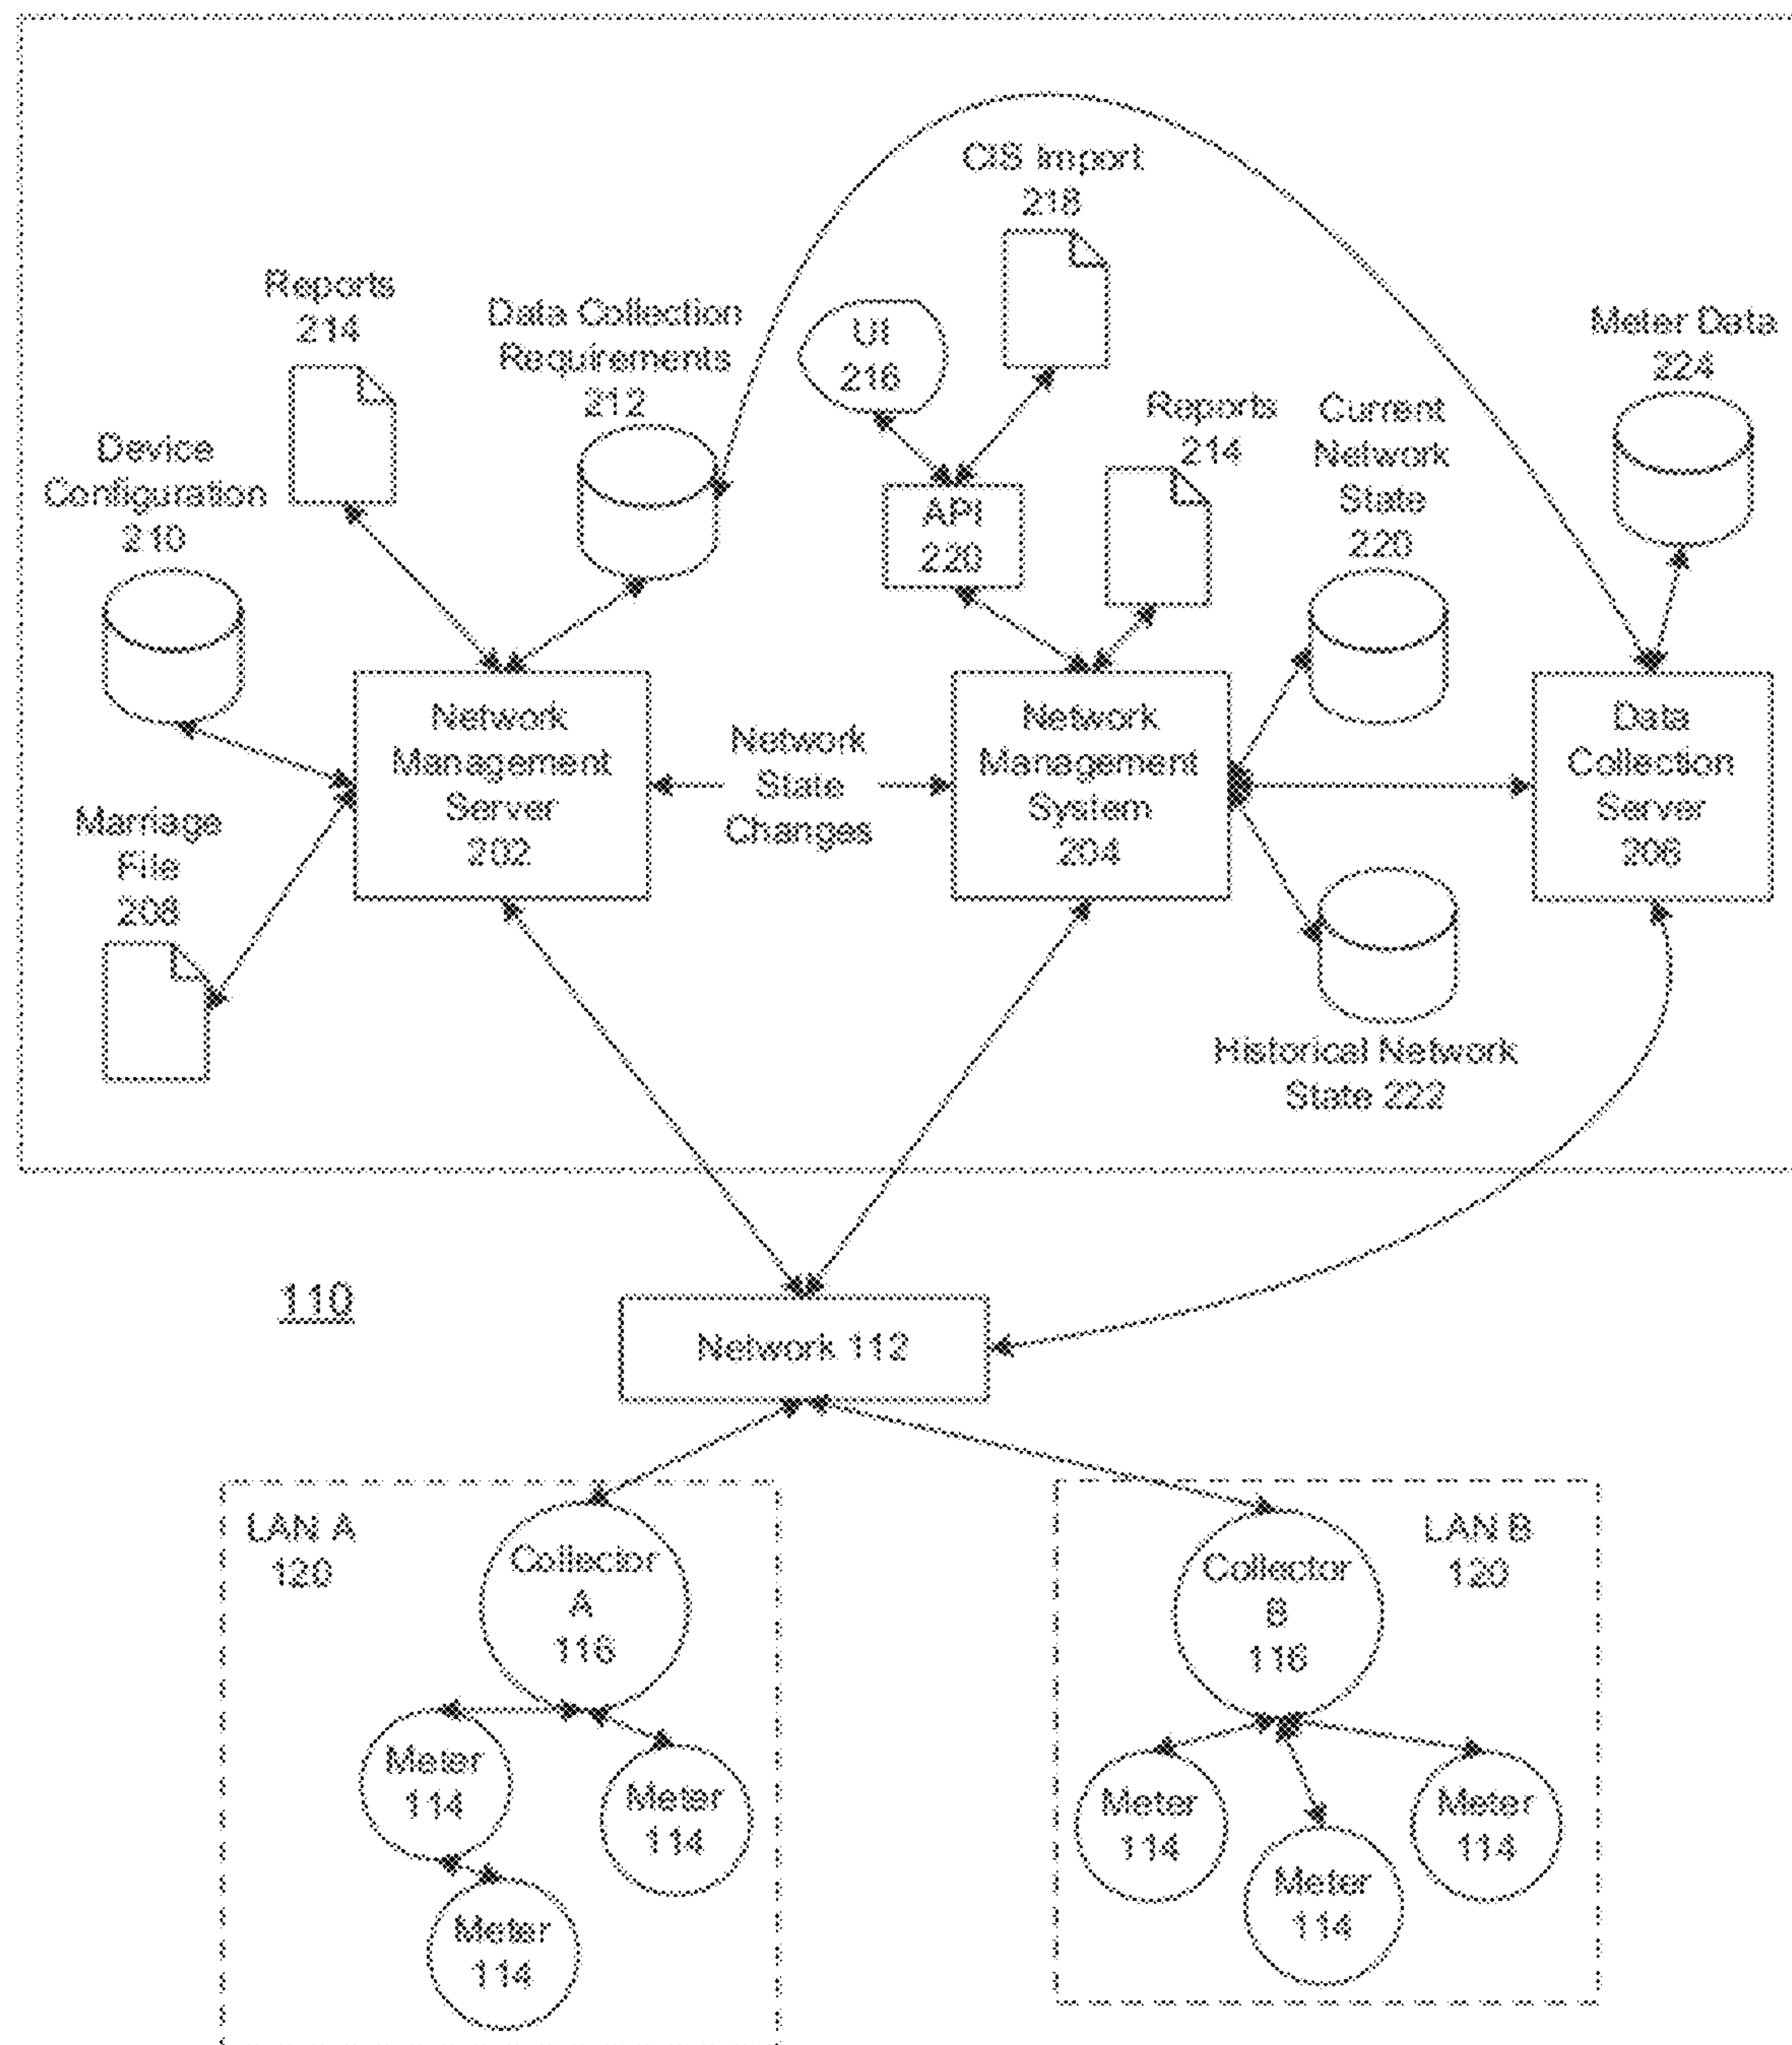 CIS Import
218
Reports
214
Data Collection
Requirements
212
UI
216
Meter Data
224
Device
Configuration
210
API
220
Reports
214
Current
Network
State
220
Marriage
File
208
Network
Management
Server
202
Network
State
Changes
Network
Management
System
204
Data
Collection
Server
206
Historical Network
State 222
110
Network 112
LAN A
120
Collector
A
116
Meter
114
Meter
114
Meter
114
LAN B
120
Collector
B
116
Meter
114
Meter
114
Meter
114